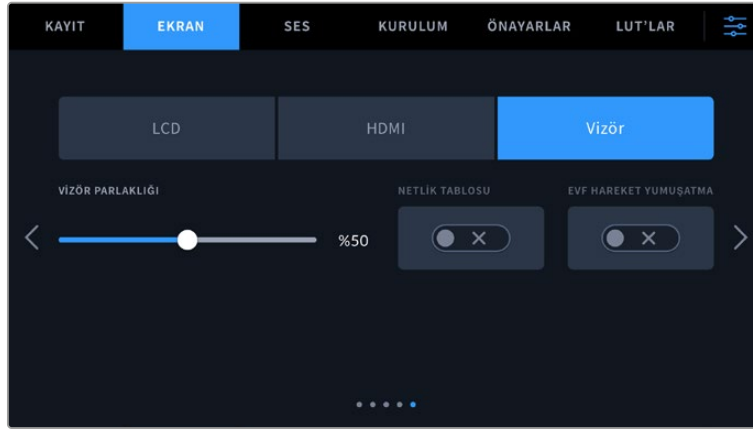 KAYIT EKRAN SES KURULUM ÖNAYARLAR LUT'LAR
LCD HDMI Vizör
VİZÖR PARLAKLIĞI NETLİK TABLOSU EVF HAREKET YUMUŞATMA
%50